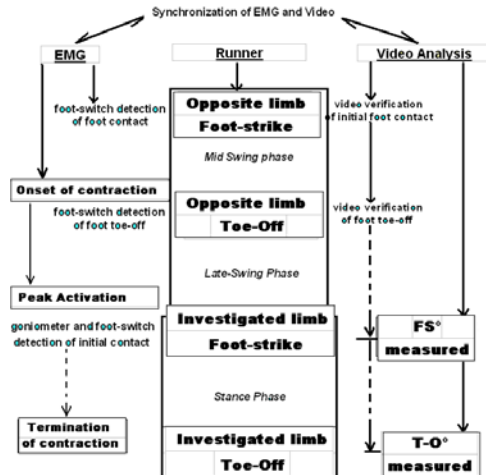 Synchronization of EMG and Video
EMG
Runner
Video Analysis
foot-switch detection
of foot contact
Opposite limb
Foot-strike
video verification
of initial foot contact
Mid Swing phase
Onset of contraction
foot-switch detection
of foot toe-off
Opposite limb
Toe-Off
video verification
of foot toe-off
Late-Swing Phase
Peak Activation
goniometer and foot-switch
detection of initial contact
Investigated limb
Foot-strike
FS°
measured
Stance Phase
Termination
of contraction
Investigated limb
Toe-Off
T-O°
measured